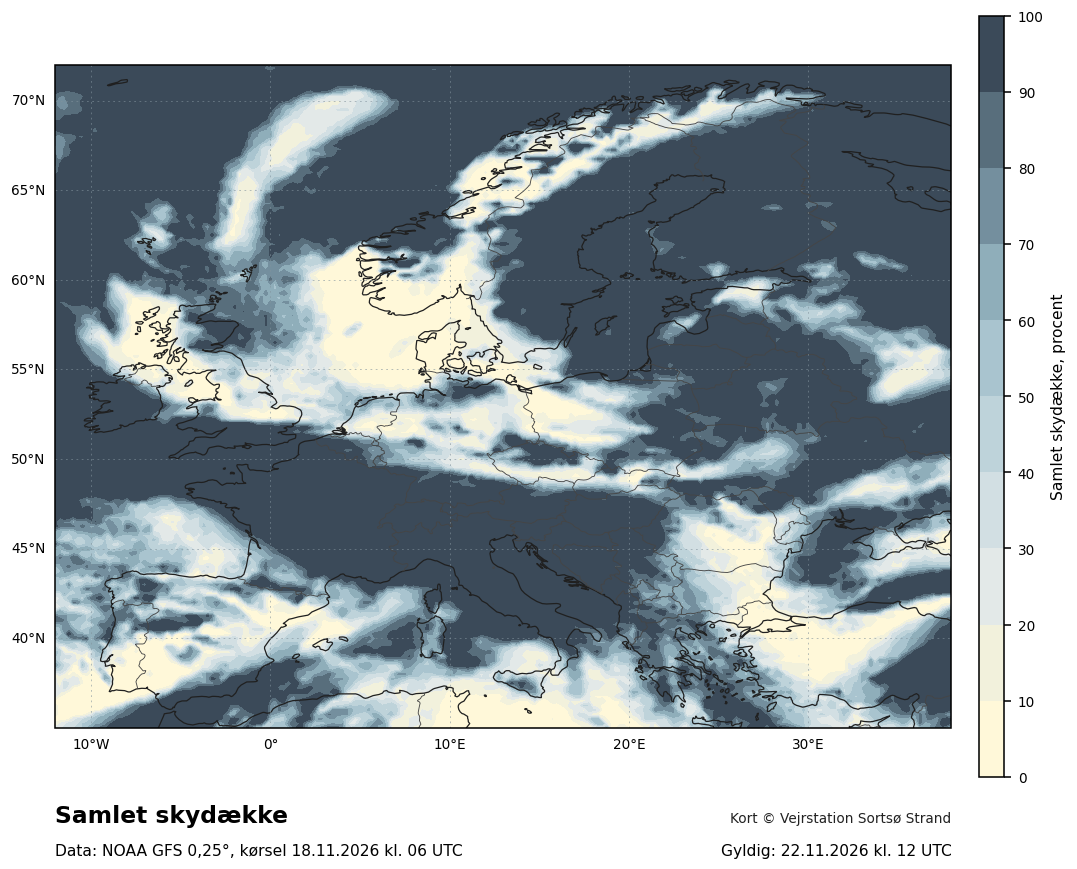 70°N
65°N
60°N
55°N
50°N
45°N
40°N
10°W
0°
10°E
20°E
30°E
100
90
80
70
60
50
40
30
20
10
0
Samlet skydække, procent
Samlet skydække
Kort © Vejrstation Sortsø Strand
Data: NOAA GFS 0,25°, kørsel 18.11.2026 kl. 06 UTC
Gyldig: 22.11.2026 kl. 12 UTC